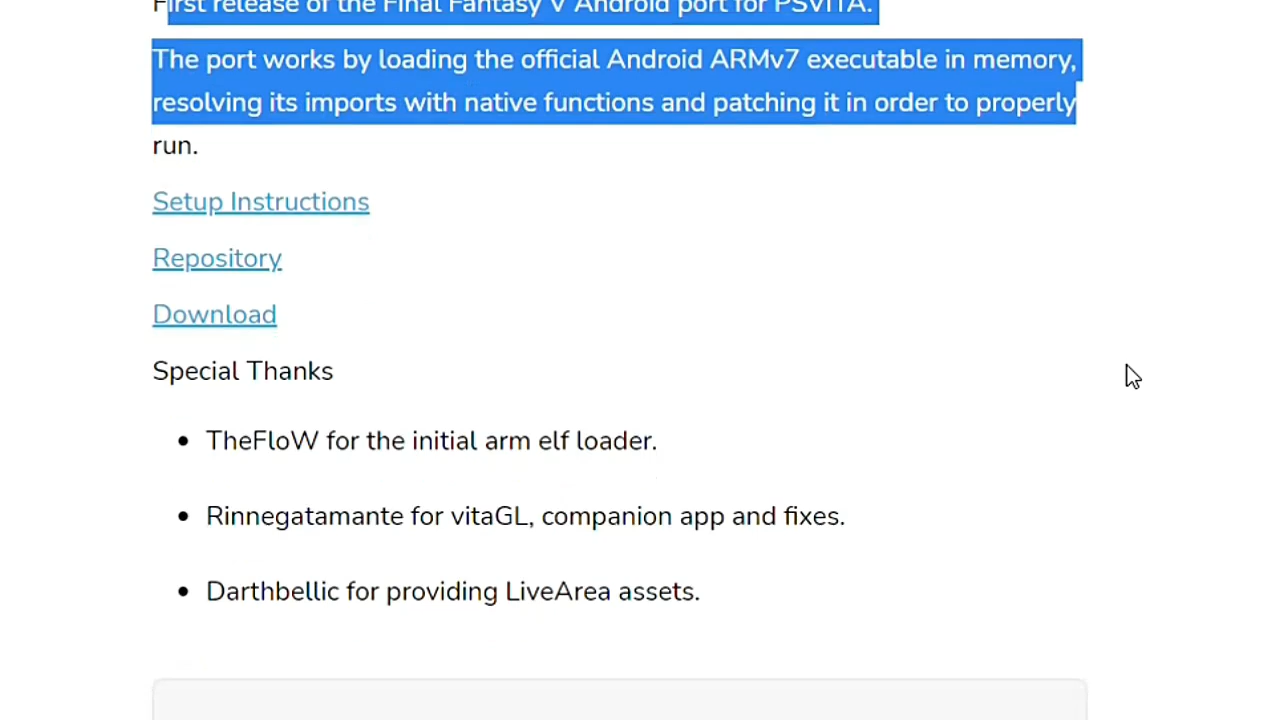 First release of the Final Fantasy V Android port for PSVITA.
The port works by loading the official Android ARMv7 executable in memory,
resolving its imports with native functions and patching it in order to properly
run.
Setup Instructions
Repository
Download
Special Thanks
TheFloW for the initial arm elf loader.
Rinnegatamante for vitaGL, companion app and fixes.
Darthbellic for providing LiveArea assets.